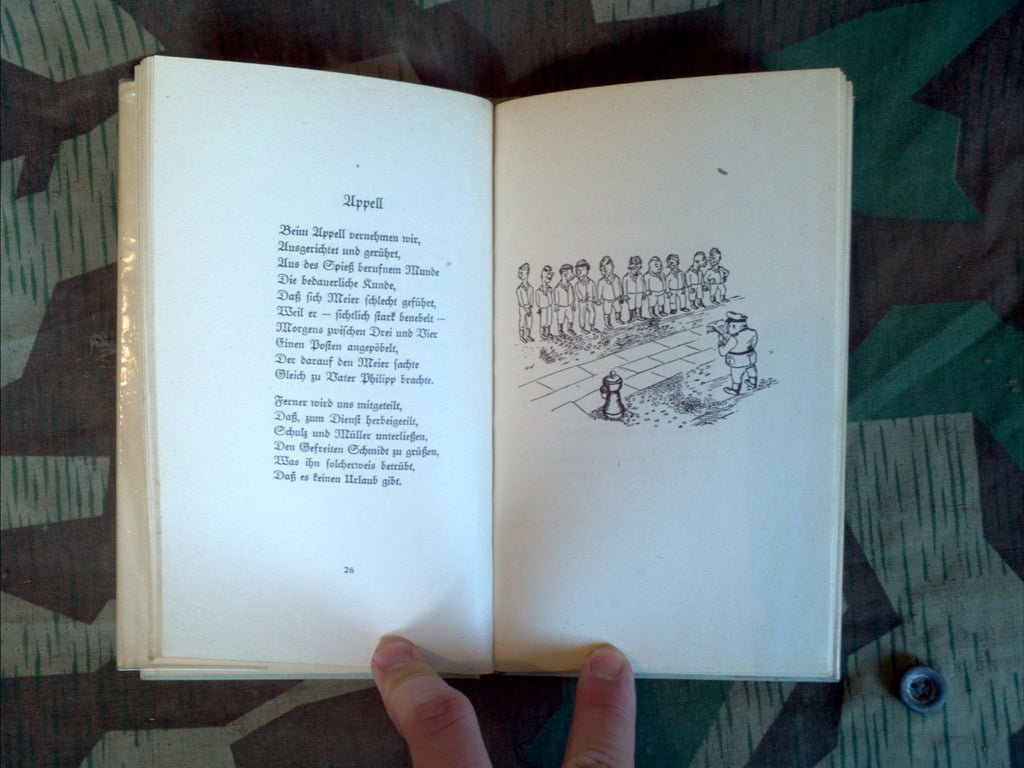 Appell
Beim Appell vernehmen wir,
Ausgerichtet und gerührt,
Aus des Spieß berufnem Munde
Die bedauerliche Kunde,
Daß sich Meier schlecht geführt,
Weil er – sichtlich stark benebelt –
Morgens zwischen Drei und Vier
Einen Posten angepöbelt,
Der darauf den Meier sachte
Gleich zu Vater Philipp brachte.
Ferner wird uns mitgeteilt,
Daß, zum Dienst herbeigeeilt,
Schulz und Müller unterließen,
Den Gefreiten Schmidt zu grüßen,
Was ihn solcherweis betrübt,
Daß es keinen Urlaub gibt.
26